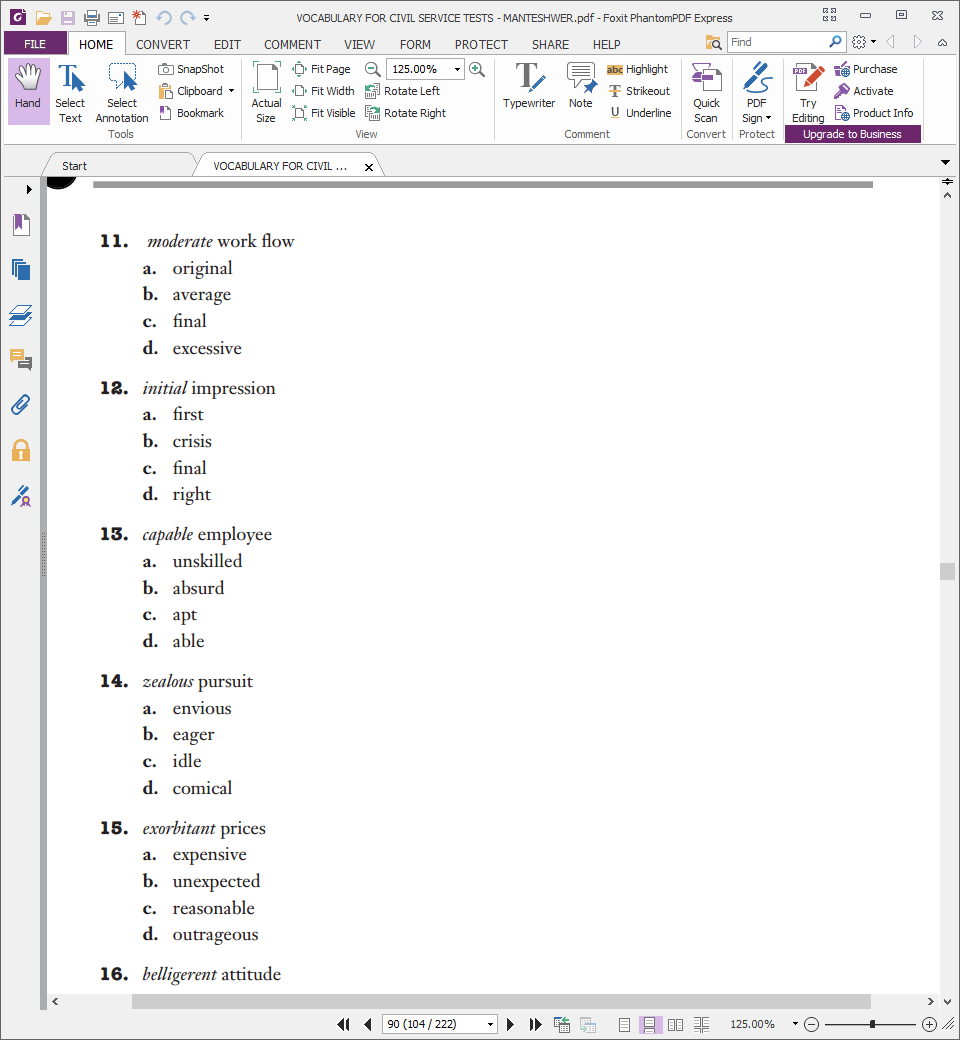 VOCABULARY FOR CIVIL SERVICE TESTS - MANTESHWER.pdf - Foxit PhantomPDF Express
FILE HOME CONVERT EDIT COMMENT VIEW FORM PROTECT SHARE HELP Find
Hand
Select Text
Select Annotation
SnapShot
Clipboard
Bookmark
Tools
Actual Size
Fit Page
Fit Width
Fit Visible
125.00%
Rotate Left
Rotate Right
View
Typewriter
Note
abc Highlight
Strikeout
U Underline
Comment
Quick Scan
Convert
PDF Sign
Protect
PDF
Try Editing
Purchase
Activate
Product Info
Upgrade to Business
Start VOCABULARY FOR CIVIL ...
11. moderate work flow
a. original
b. average
c. final
d. excessive
12. initial impression
a. first
b. crisis
c. final
d. right
13. capable employee
a. unskilled
b. absurd
c. apt
d. able
14. zealous pursuit
a. envious
b. eager
c. idle
d. comical
15. exorbitant prices
a. expensive
b. unexpected
c. reasonable
d. outrageous
16. belligerent attitude
90 (104 / 222) 125.00%